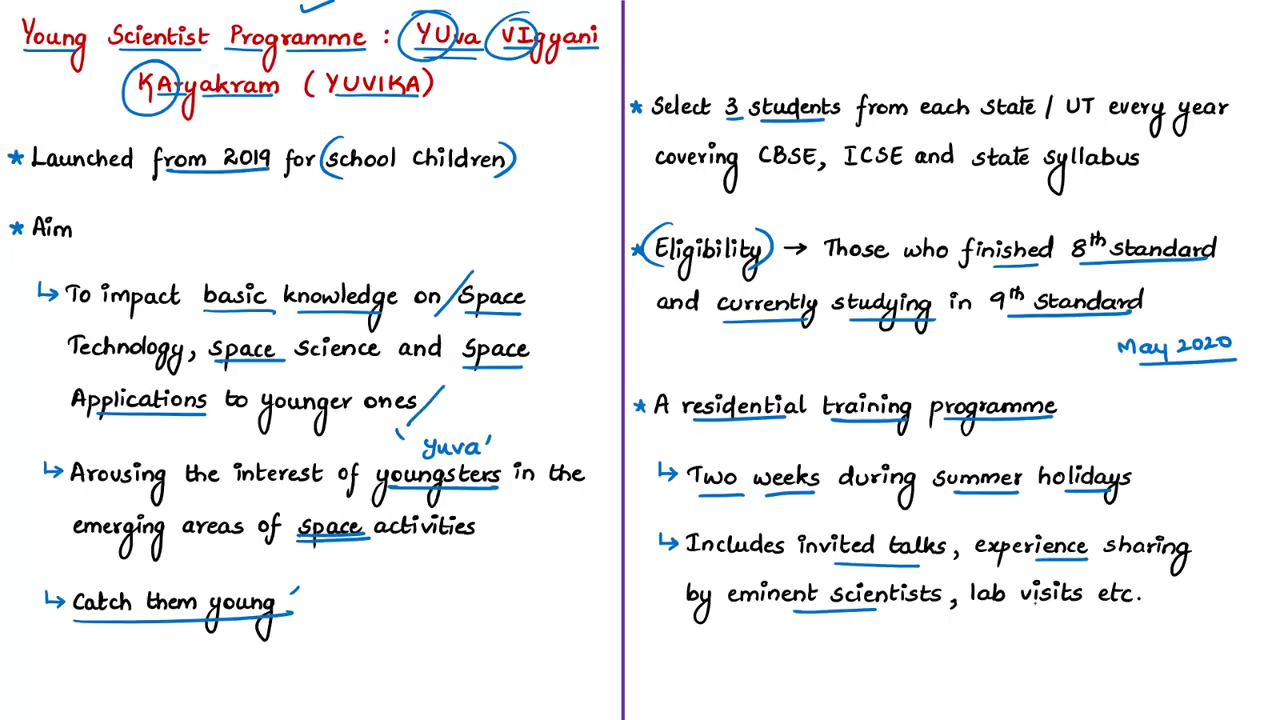 Young Scientist Programme : YUva VIgyani
KAryakram (YUVIKA)
* Launched from 2019 for (school children)
* Aim
↳ To impact basic knowledge on Space
Technology, space science and Space
Applications to younger ones
'Yuva'
↳ Arousing the interest of youngsters in the
emerging areas of space activities
↳ Catch them young
* Select 3 students from each state / UT every year
covering CBSE, ICSE and state syllabus
* (Eligibility) → Those who finished 8th standard
and currently studying in 9th standard
May 2020
* A residential training programme
↳ Two weeks during summer holidays
↳ Includes invited talks, experience sharing
by eminent scientists, lab visits etc.